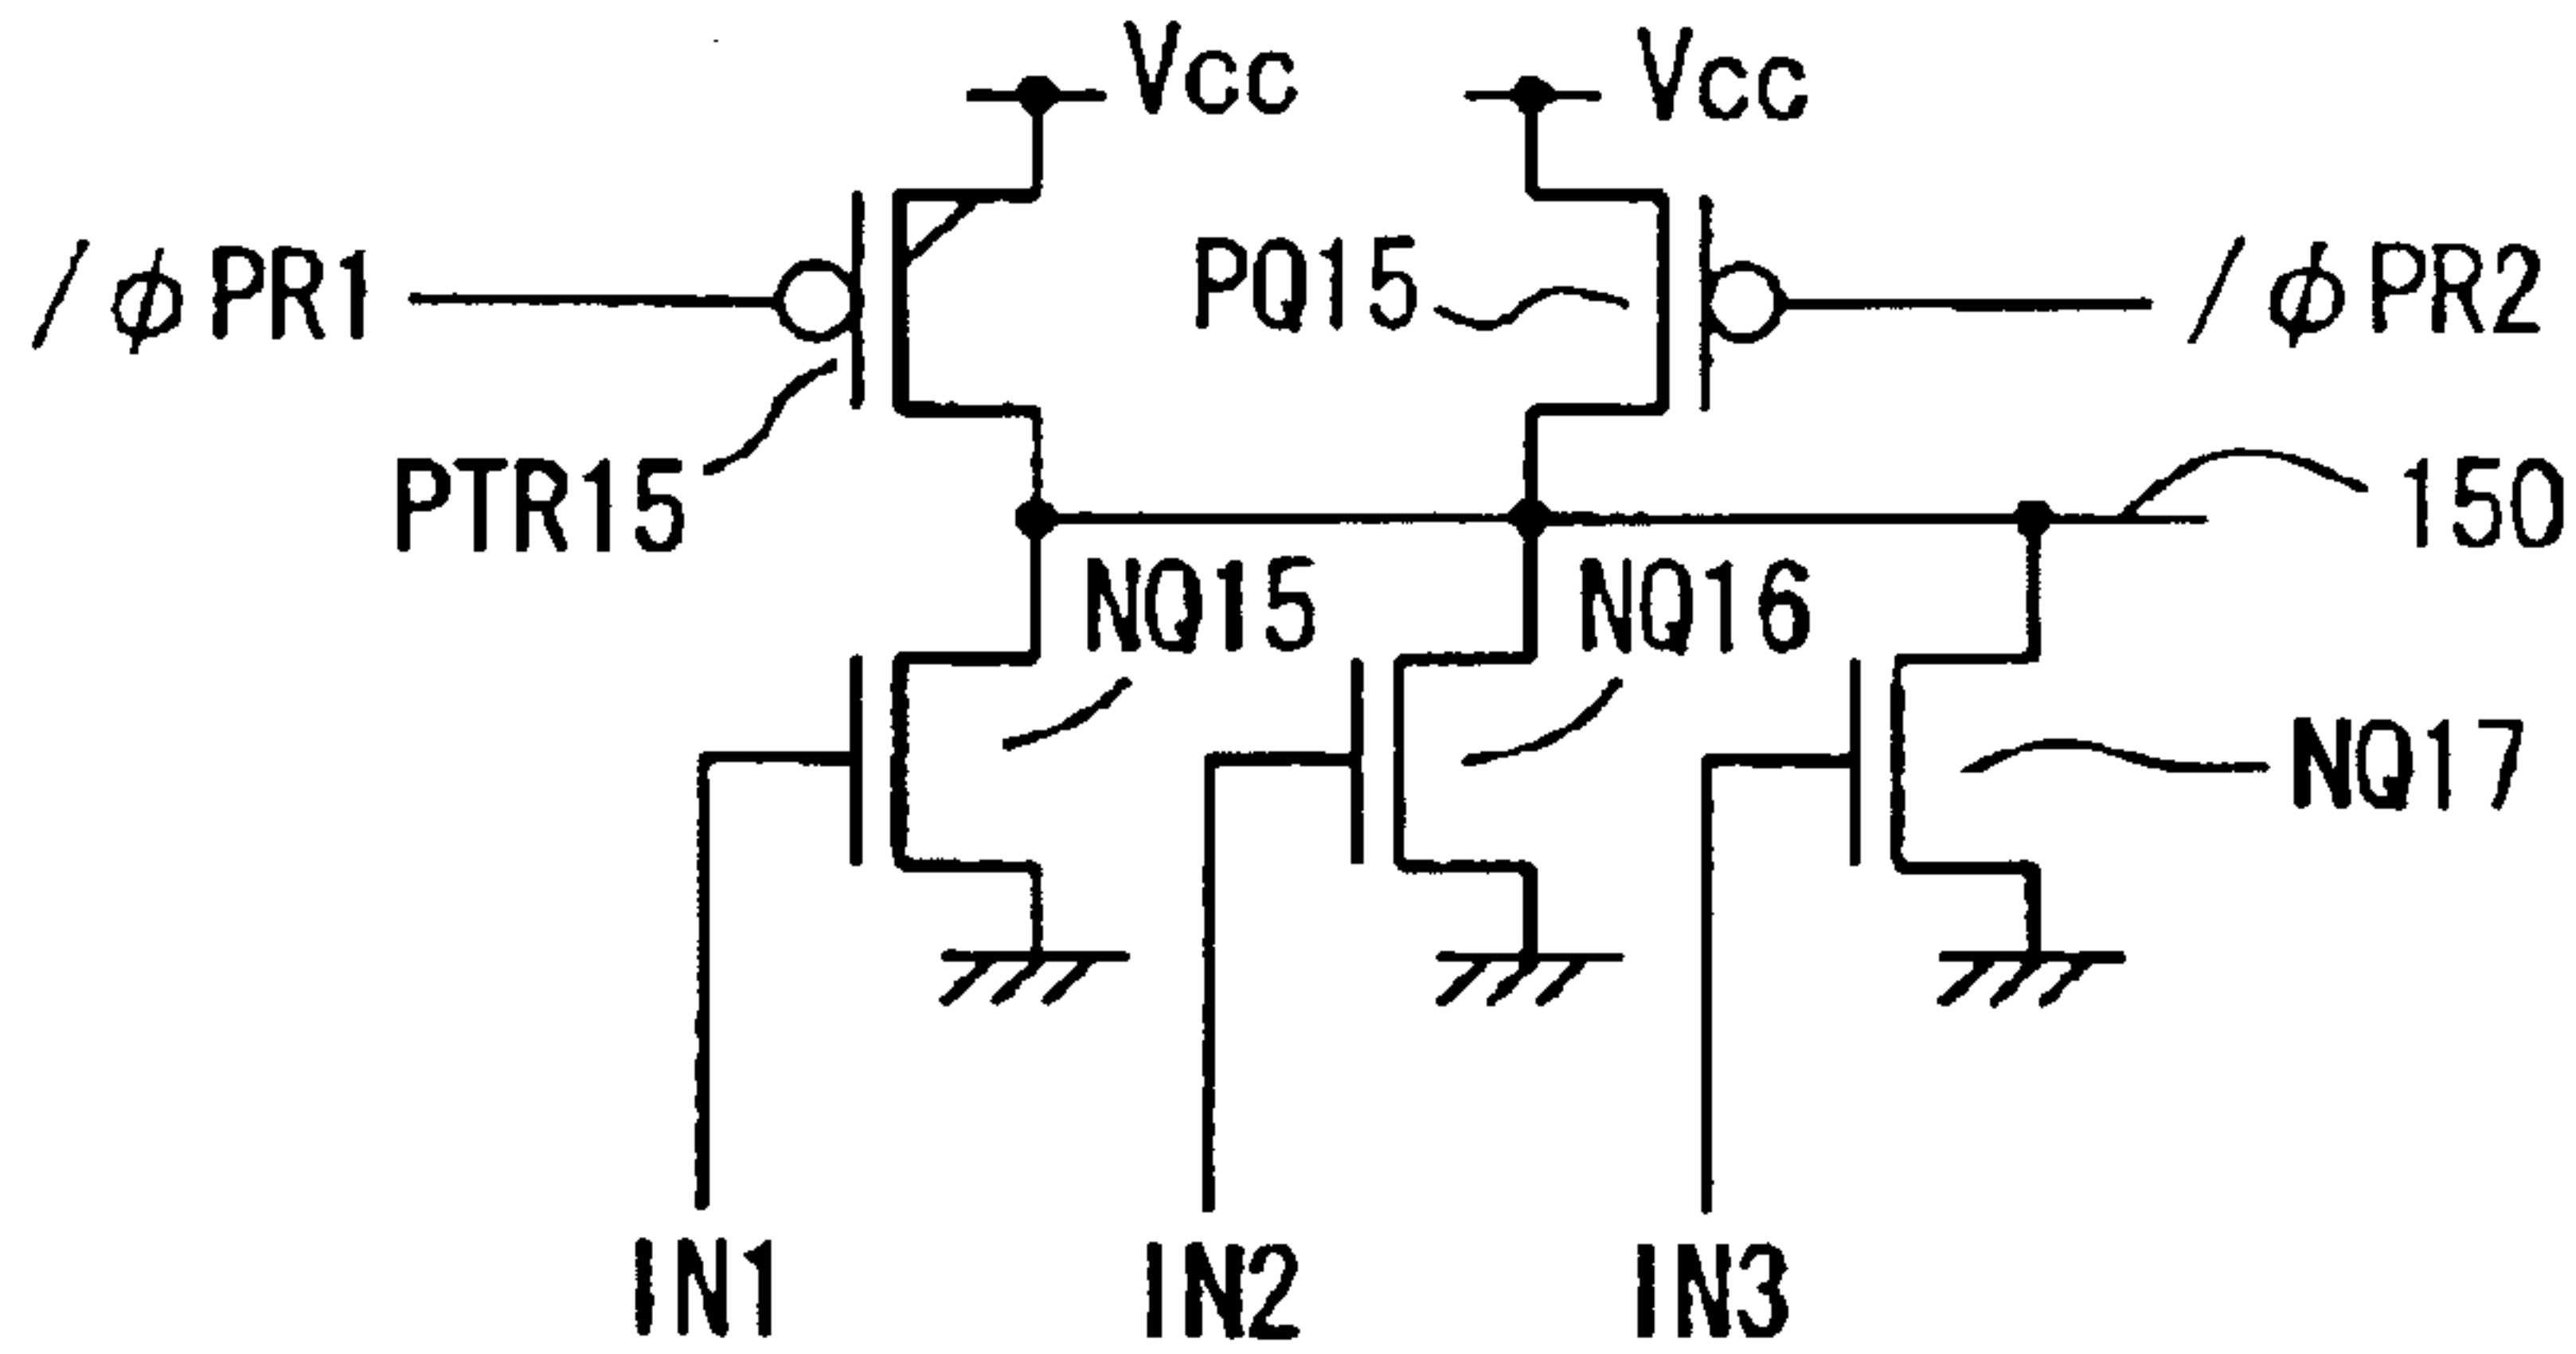 Vcc Vcc
/φPR1 PQ15 /φPR2
PTR15 150
NQ15 NQ16
NQ17
IN1 IN2 IN3